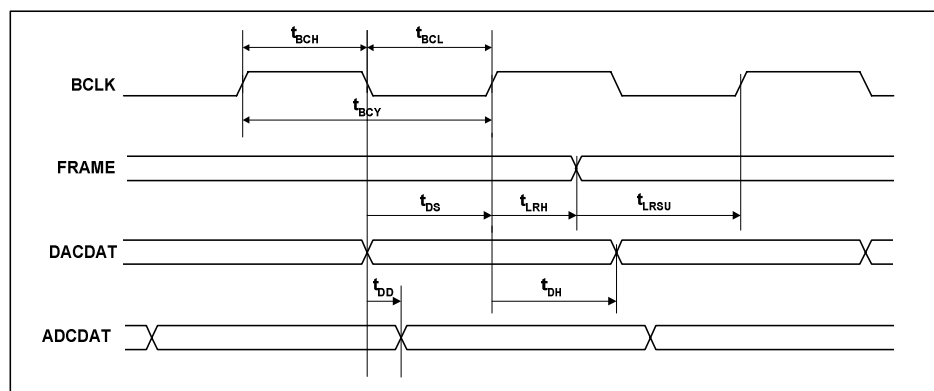 tBCH
tBCL
BCLK
tBCY
FRAME
tDS
tLRH
tLRSU
DACDAT
tDD
tDH
ADCDAT